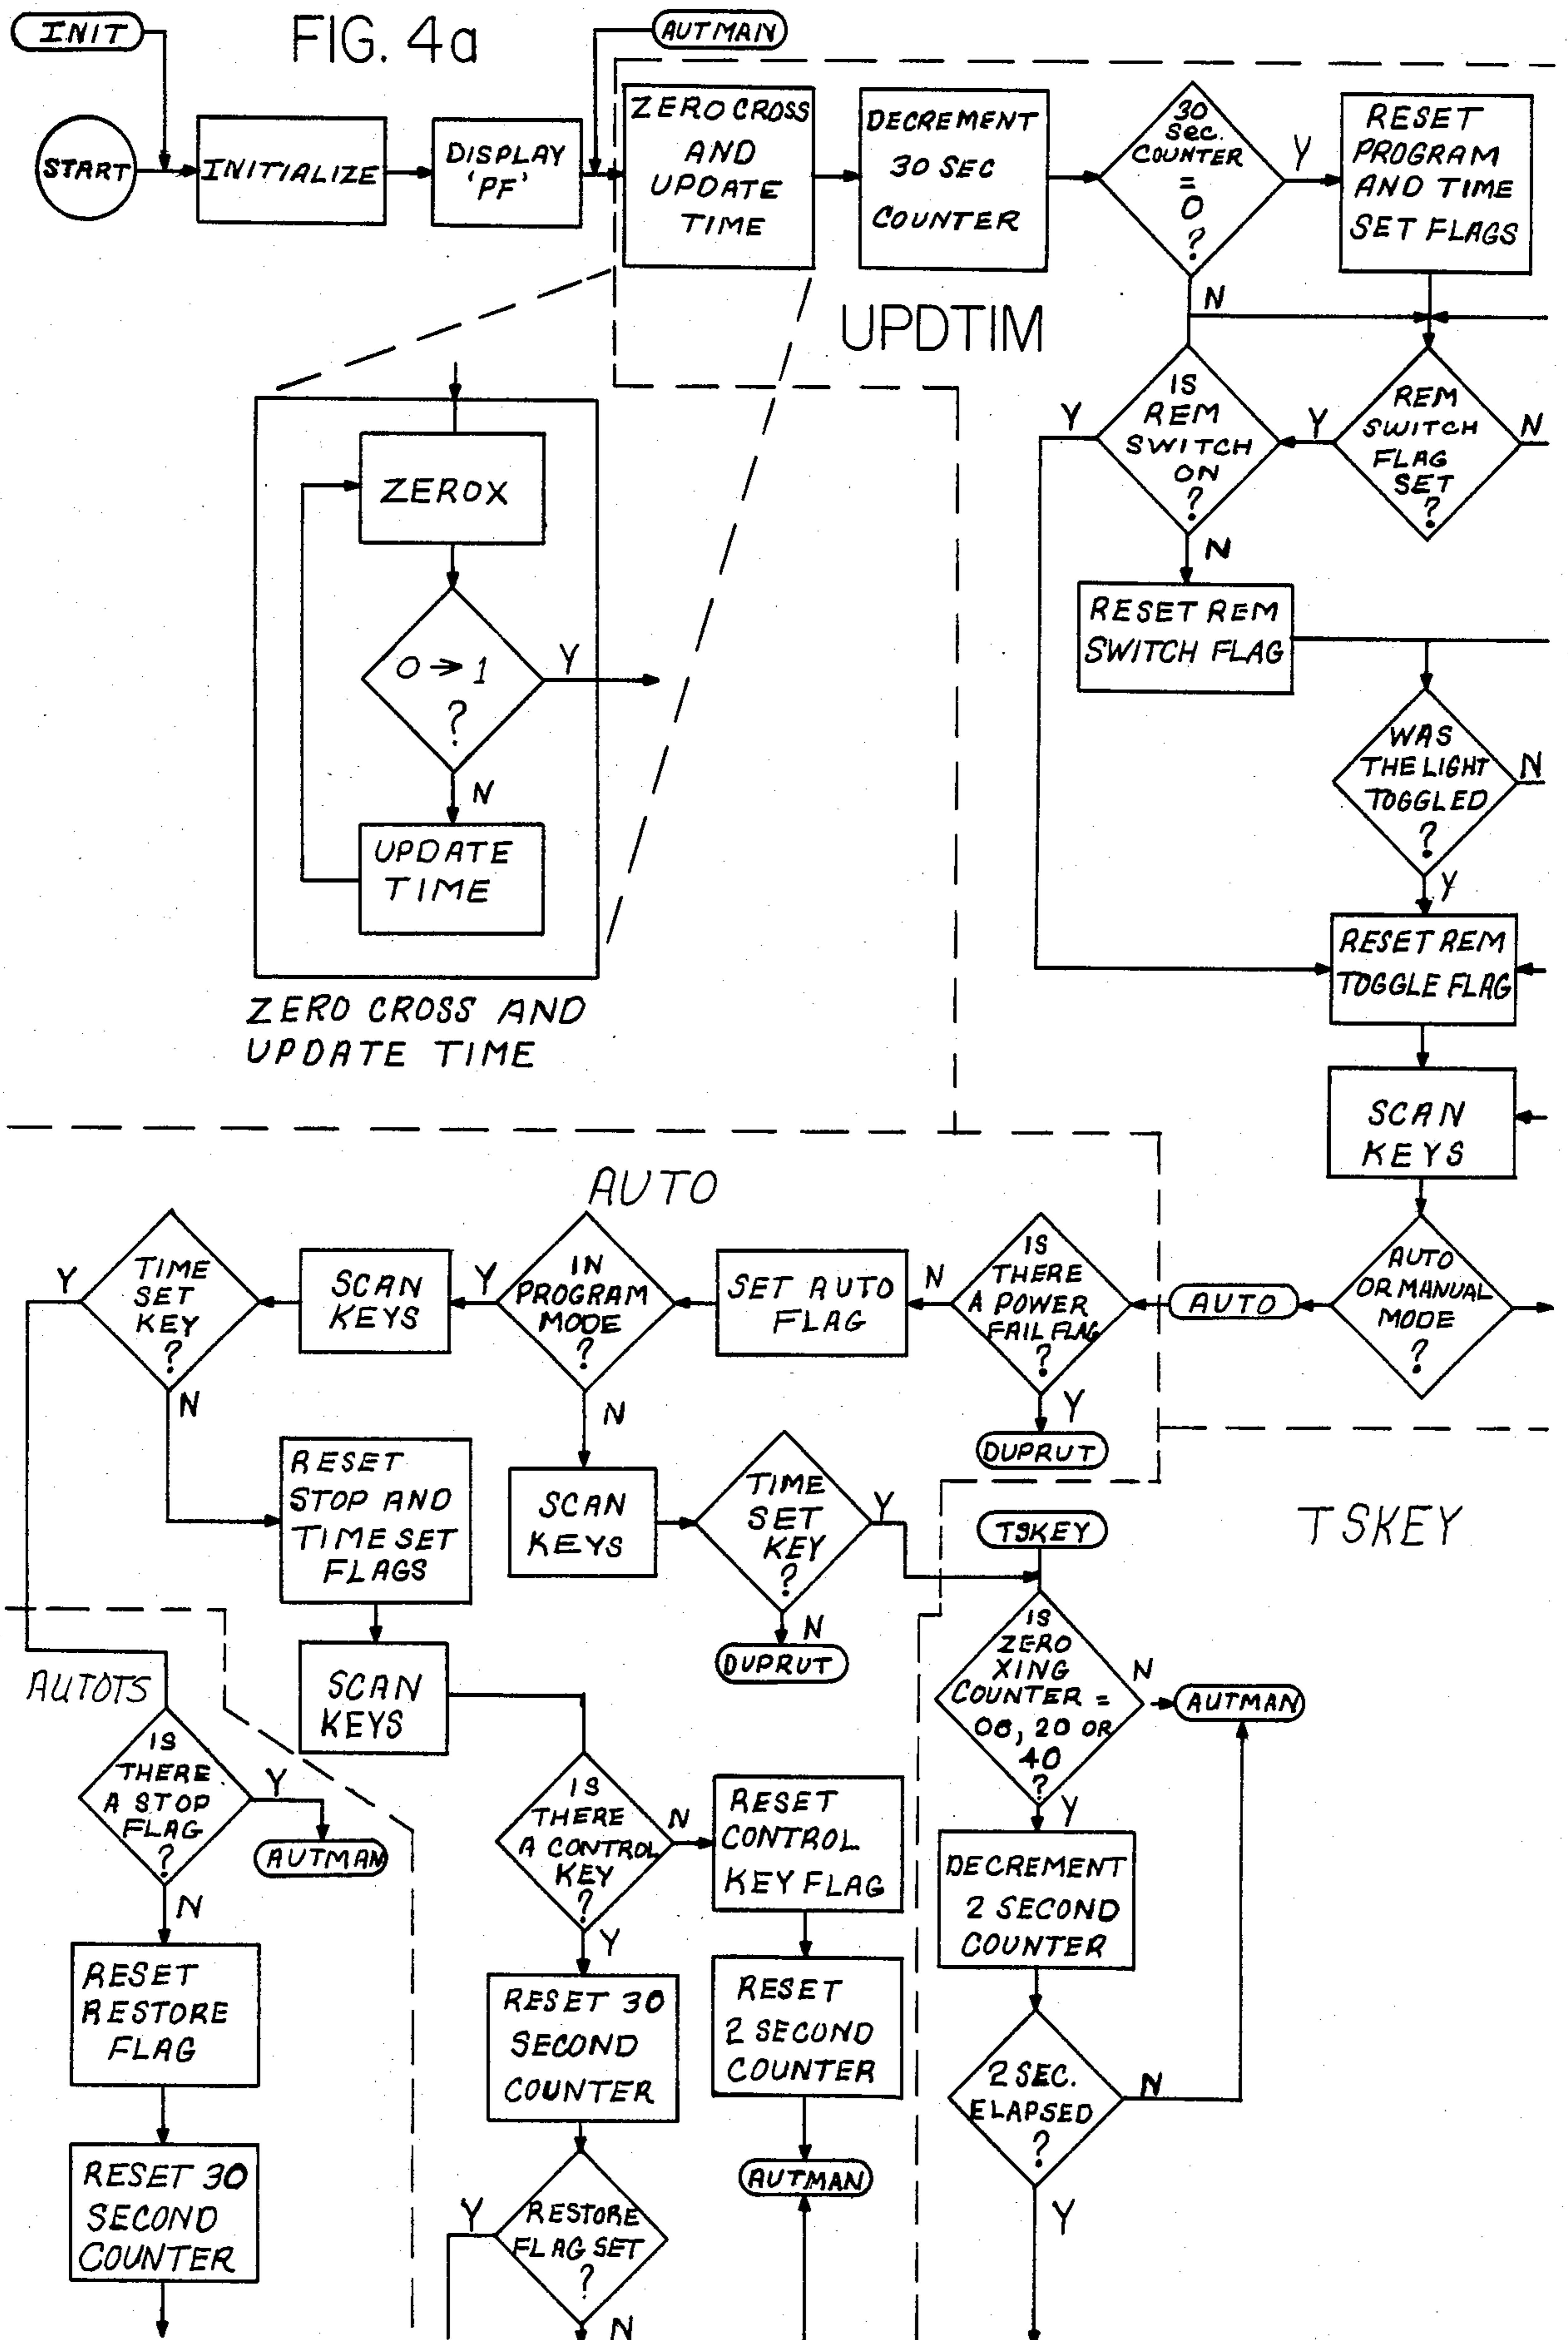 INIT
FIG. 4a
AUTMAN
START
INITIALIZE
DISPLAY
'PF'
ZERO CROSS
AND
UPDATE
TIME
DECREMENT
30 SEC
COUNTER
30
SEC.
COUNTER
=
0
?
Y
N
RESET
PROGRAM
AND TIME
SET FLAGS
UPDTIM
IS
REM
SWITCH
ON
?
Y
N
REM
SWITCH
FLAG
SET
?
Y
N
ZEROX
0 → 1
?
Y
N
UPDATE
TIME
ZERO CROSS AND
UPDATE TIME
RESET REM
SWITCH FLAG
WAS
THE LIGHT
TOGGLED
?
N
Y
RESET REM
TOGGLE FLAG
SCAN
KEYS
AUTO
OR MANUAL
MODE
?
AUTO
AUTO
IS
THERE
A POWER
FAIL FLAG
?
N
Y
DUPRUT
SET AUTO
FLAG
IN
PROGRAM
MODE
?
Y
N
SCAN
KEYS
TIME
SET
KEY
?
Y
N
RESET
STOP AND
TIME SET
FLAGS
SCAN
KEYS
TIME
SET
KEY
?
Y
N
DUPRUT
TSKEY
TSKEY
IS
ZERO
XING
COUNTER =
00, 20 OR
40
?
N
Y
AUTMAN
SCAN
KEYS
AUTOTS
IS
THERE
A STOP
FLAG
?
Y
N
AUTMAN
IS
THERE
A CONTROL
KEY
?
N
Y
RESET
CONTROL
KEY FLAG
DECREMENT
2 SECOND
COUNTER
RESET
RESTORE
FLAG
RESET 30
SECOND
COUNTER
RESET
2 SECOND
COUNTER
2 SEC.
ELAPSED
?
N
Y
AUTMAN
RESET 30
SECOND
COUNTER
RESTORE
FLAG SET
?
Y
N